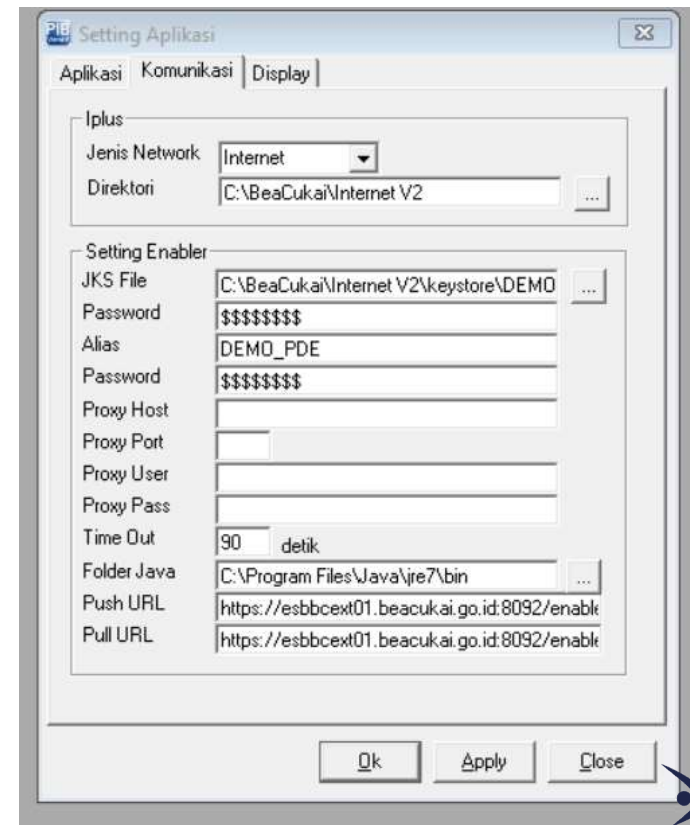 PIB
Setting Aplikasi
Aplikasi Komunikasi Display
Iplus
Jenis Network Internet
Direktori C:\BeaCukai\Internet V2 ...
Setting Enabler
JKS File C:\BeaCukai\Internet V2\keystore\DEMO ...
Password $$$$$$$$
Alias DEMO_PDE
Password $$$$$$$$
Proxy Host
Proxy Port
Proxy User
Proxy Pass
Time Out 90 detik
Folder Java C:\Program Files\Java\jre7\bin ...
Push URL https://esbbcext01.beacukai.go.id:8092/enable
Pull URL https://esbbcext01.beacukai.go.id:8092/enable
Ok Apply Close